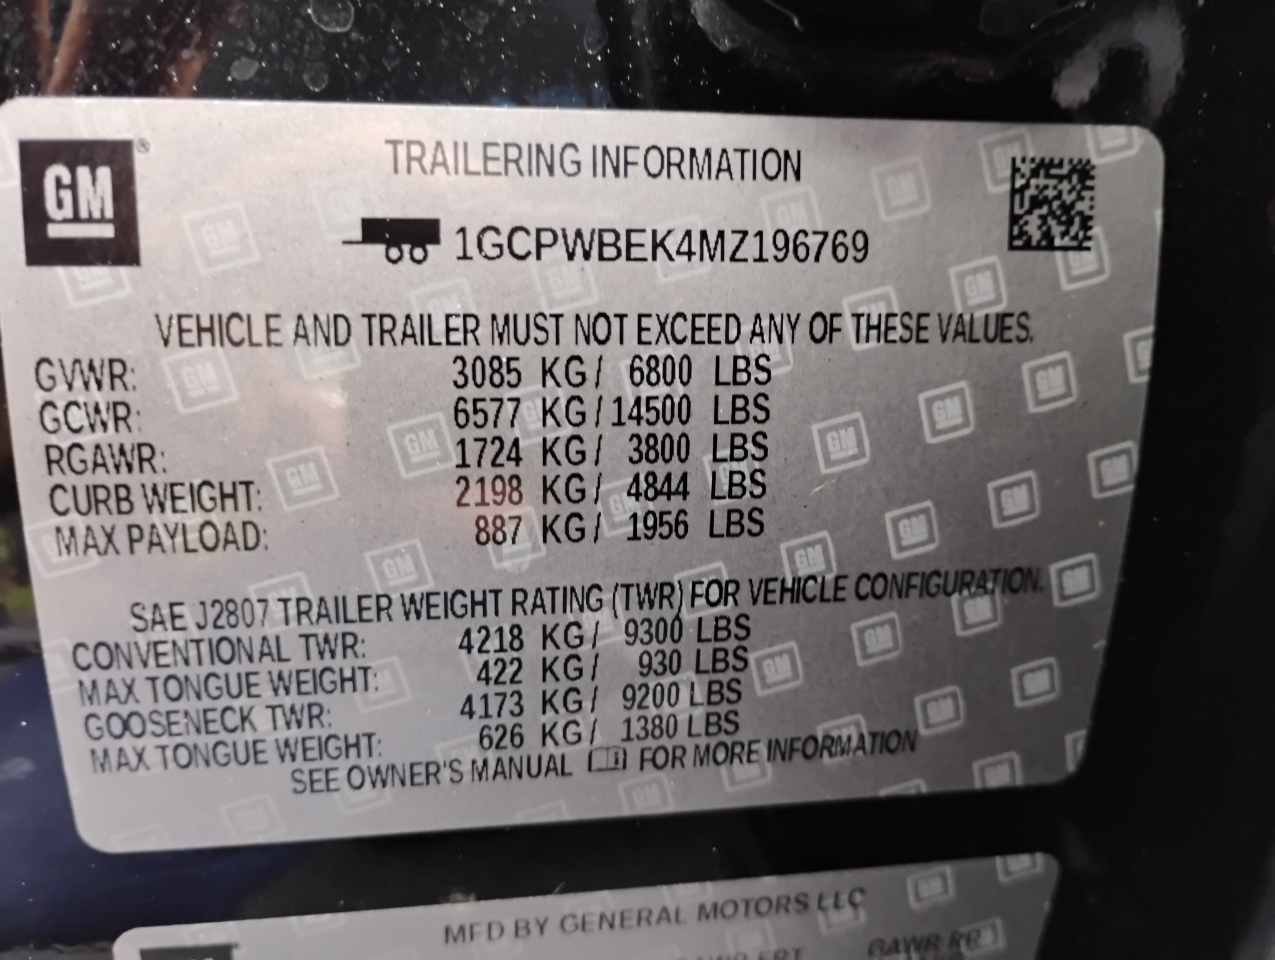 GM®
TRAILERING INFORMATION
1GCPWBEK4MZ196769
VEHICLE AND TRAILER MUST NOT EXCEED ANY OF THESE VALUES.
GVWR: 3085 KG / 6800 LBS
GCWR: 6577 KG / 14500 LBS
RGAWR: 1724 KG / 3800 LBS
CURB WEIGHT: 2198 KG / 4844 LBS
MAX PAYLOAD: 887 KG / 1956 LBS
SAE J2807 TRAILER WEIGHT RATING (TWR) FOR VEHICLE CONFIGURATION.
CONVENTIONAL TWR: 4218 KG / 9300 LBS
MAX TONGUE WEIGHT: 422 KG / 930 LBS
GOOSENECK TWR: 4173 KG / 9200 LBS
MAX TONGUE WEIGHT: 626 KG / 1380 LBS
SEE OWNER'S MANUAL FOR MORE INFORMATION
MFD BY GENERAL MOTORS LLC
FRT GAWR RR